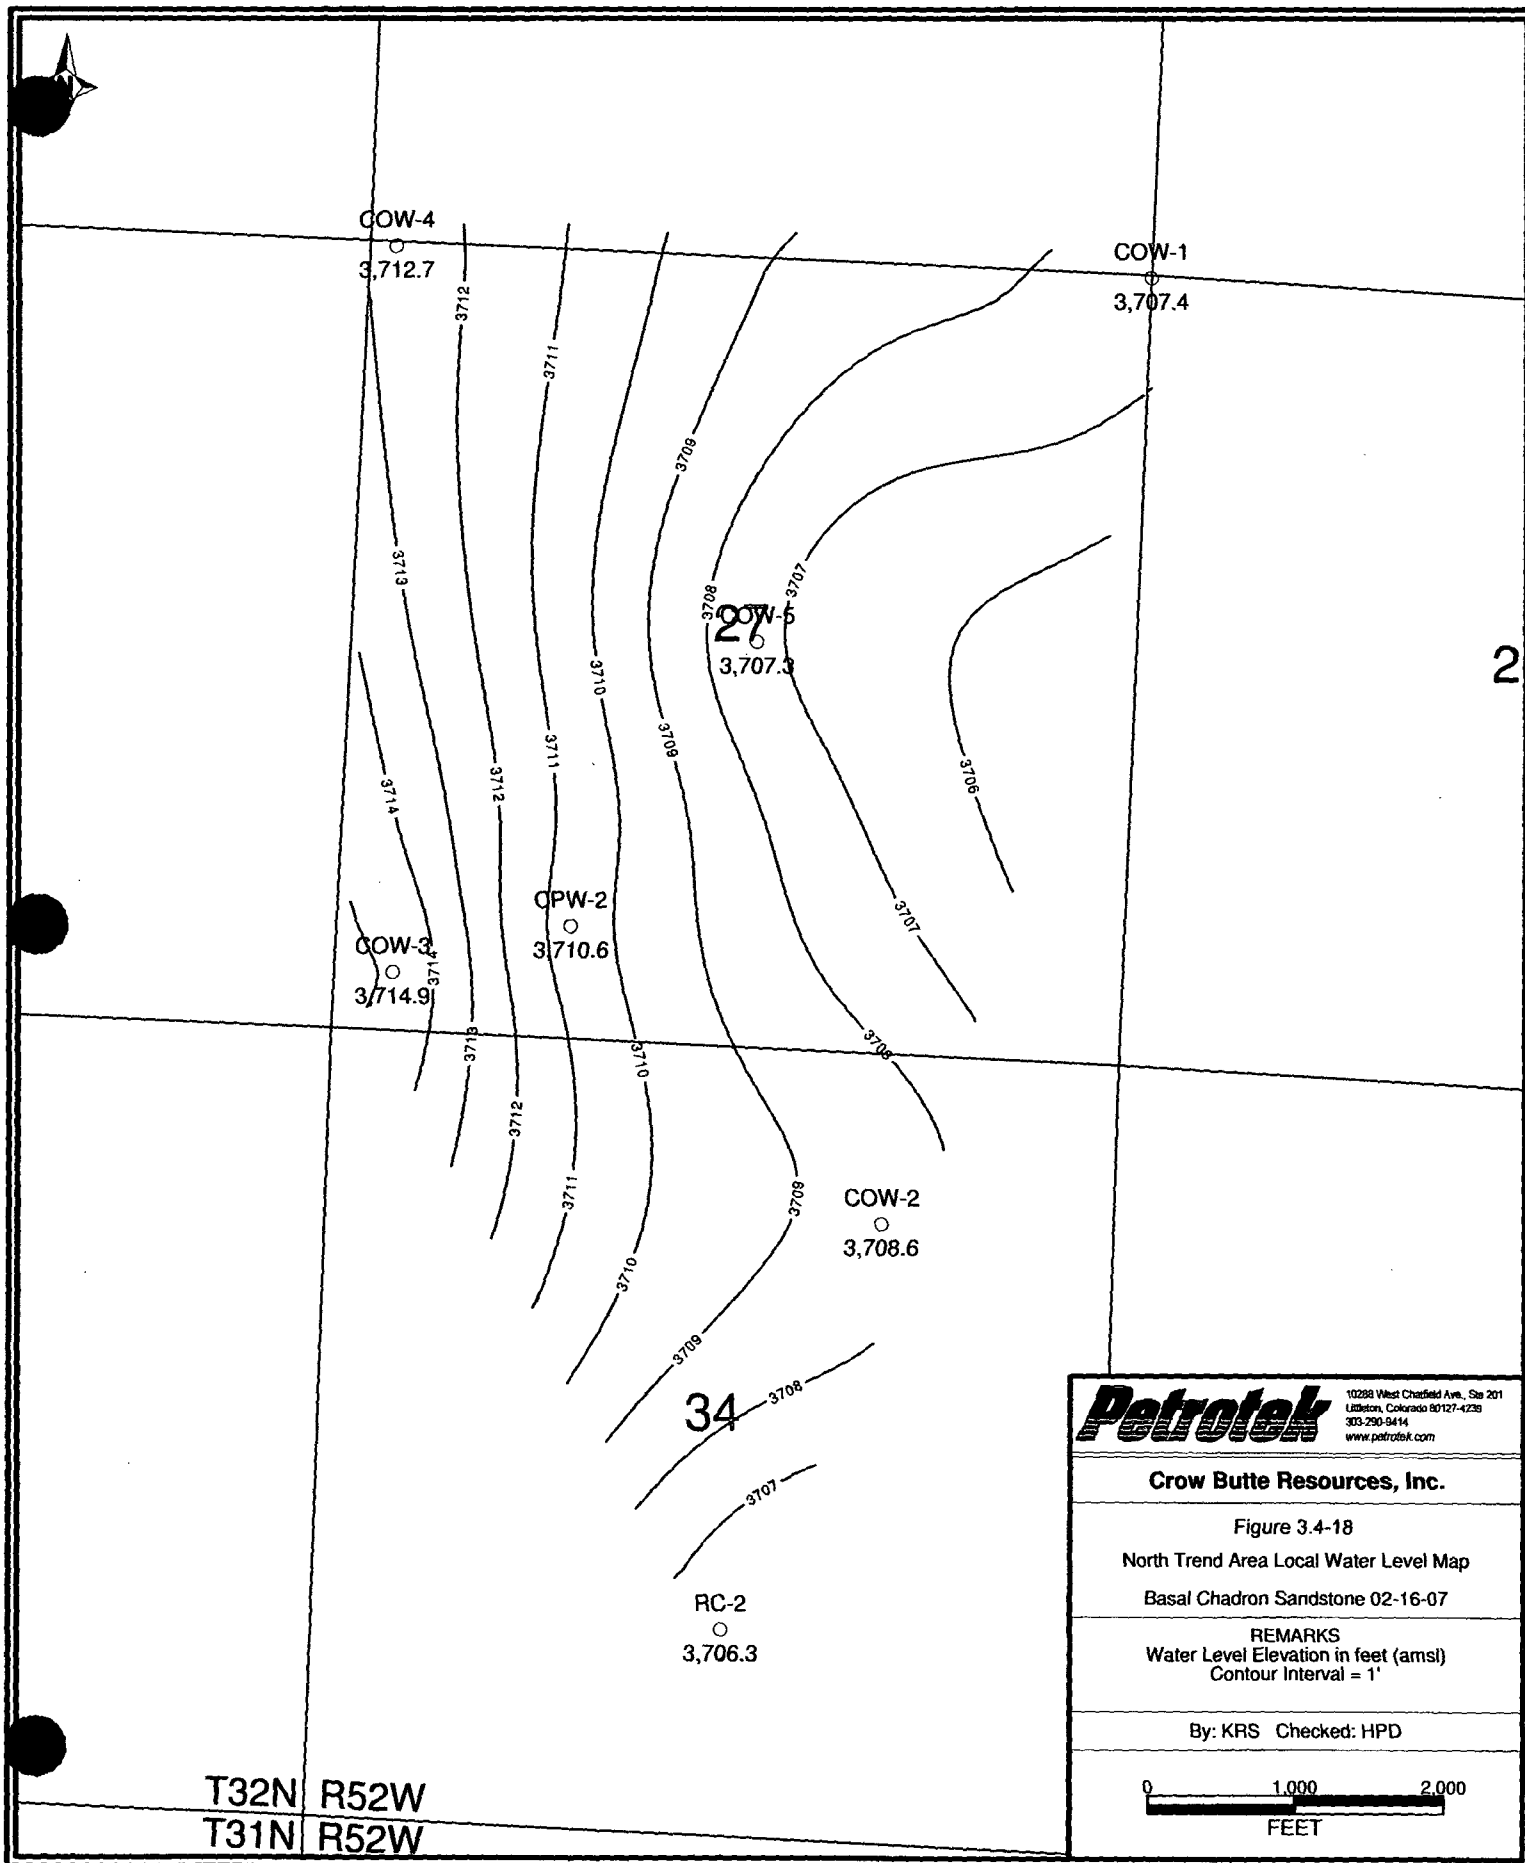 COW-4
3,712.7
COW-1
3,707.4
3712
3711
3709
3713
3708
3707
27
COW-5
3,707.3
2
3710
3709
3711
3712
3714
3706
CPW-2
3,710.6
3707
COW-3
3,714.9
3714
3713
3710
3708
3712
3711
3709
COW-2
3,708.6
3710
3709
3708
34
3707
RC-2
3,706.3
T32N R52W
T31N R52W
Petrotek
10288 West Chatfield Ave., Ste 201
Littleton, Colorado 80127-4239
303-290-9414
www.petrotek.com
Crow Butte Resources, Inc.
Figure 3.4-18
North Trend Area Local Water Level Map
Basal Chadron Sandstone 02-16-07
REMARKS
Water Level Elevation in feet (amsl)
Contour Interval = 1'
By: KRS Checked: HPD
0 1,000 2,000
FEET